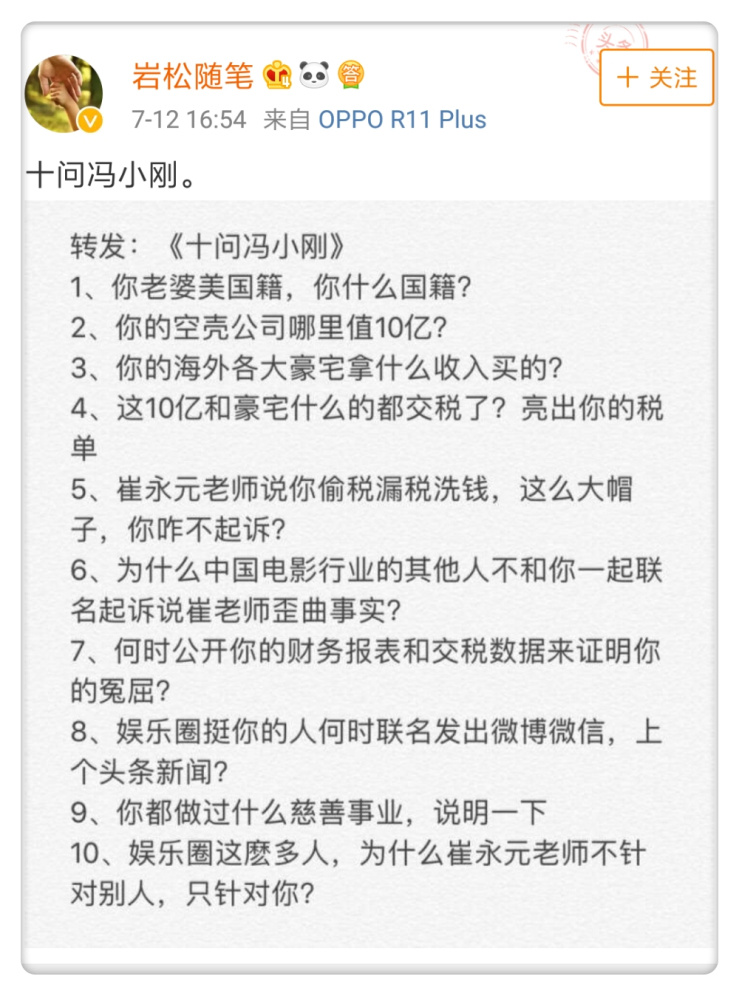 岩松随笔
答
头条
+ 关注
7-12 16:54 来自 OPPO R11 Plus
十问冯小刚。
转发：《十问冯小刚》
1、你老婆美国籍，你什么国籍？
2、你的空壳公司哪里值10亿？
3、你的海外各大豪宅拿什么收入买的？
4、这10亿和豪宅什么的都交税了？亮出你的税
单
5、崔永元老师说你偷税漏税洗钱，这么大帽
子，你咋不起诉？
6、为什么中国电影行业的其他人不和你一起联
名起诉说崔老师歪曲事实？
7、何时公开你的财务报表和交税数据来证明你
的冤屈？
8、娱乐圈挺你的人何时联名发出微博微信，上
个头条新闻？
9、你都做过什么慈善事业，说明一下
10、娱乐圈这麽多人，为什么崔永元老师不针
对别人，只针对你？